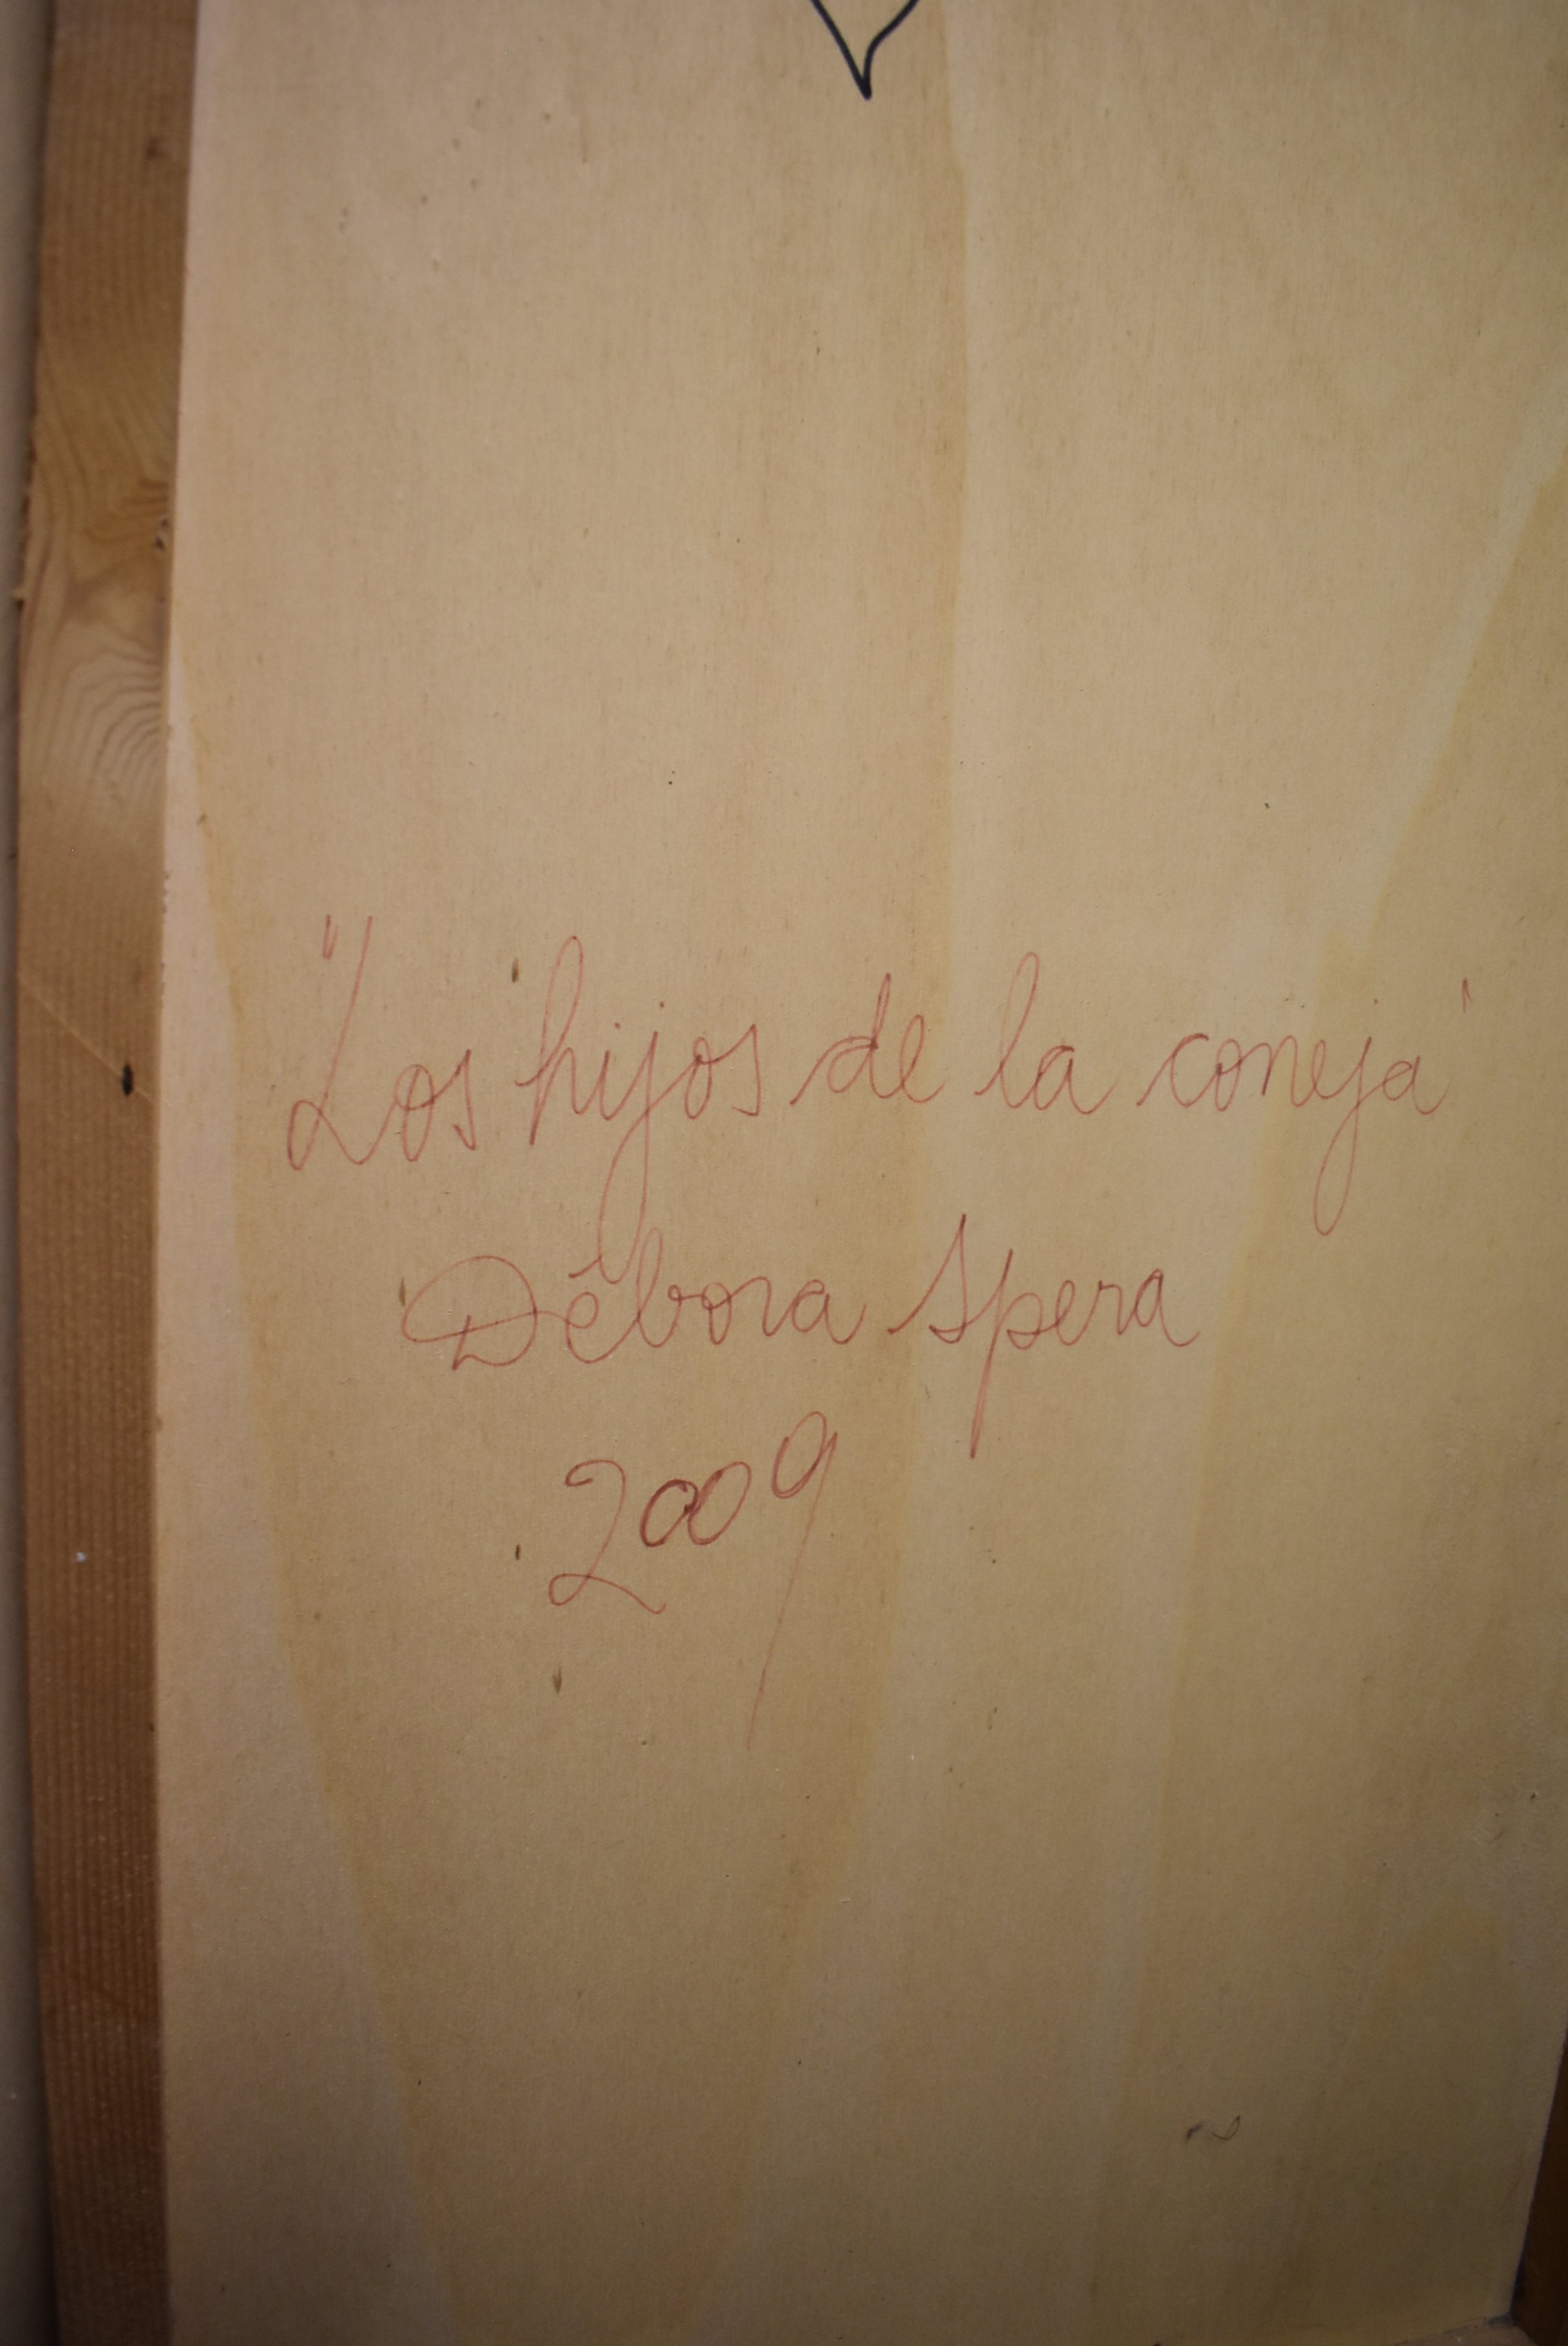 "Los hijos de la coneja"
Débora Spera
2009